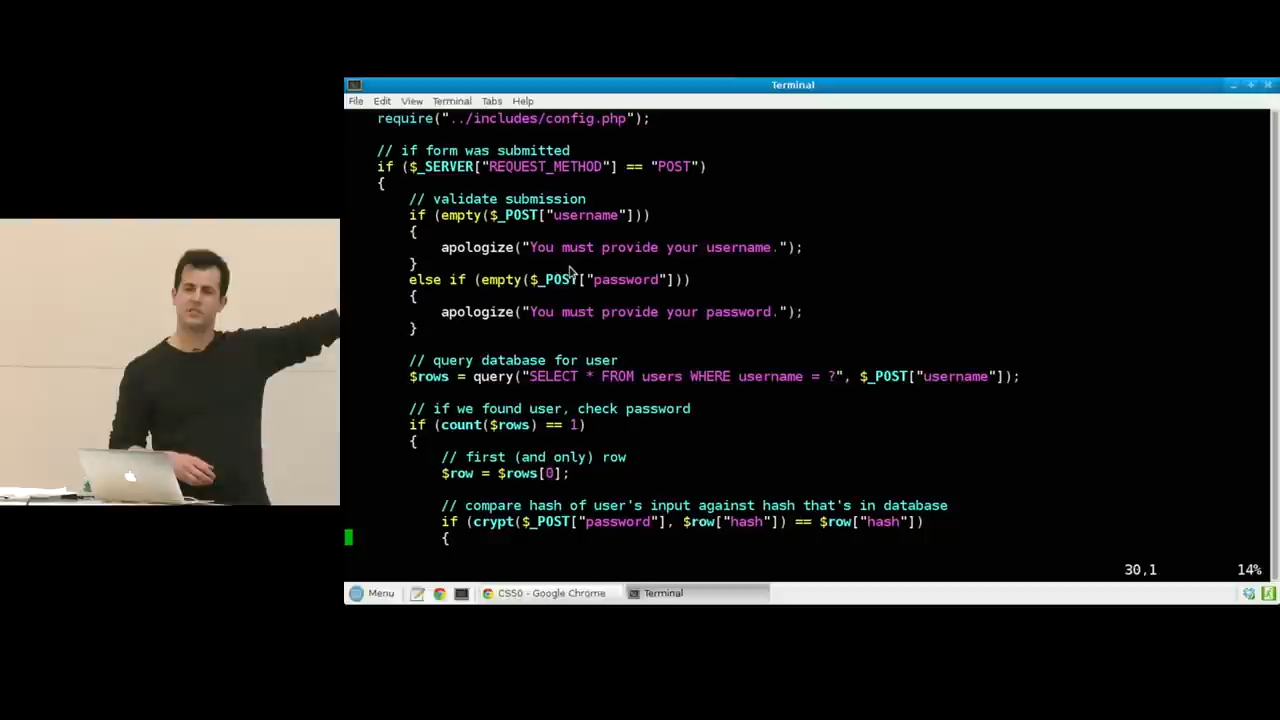 Terminal
File Edit View Terminal Tabs Help
require("../includes/config.php");
// if form was submitted
if ($_SERVER["REQUEST_METHOD"] == "POST")
{
// validate submission
if (empty($_POST["username"]))
{
apologize("You must provide your username.");
}
else if (empty($_POST["password"]))
{
apologize("You must provide your password.");
}
// query database for user
$rows = query("SELECT * FROM users WHERE username = ?", $_POST["username"]);
// if we found user, check password
if (count($rows) == 1)
{
// first (and only) row
$row = $rows[0];
// compare hash of user's input against hash that's in database
if (crypt($_POST["password"], $row["hash"]) == $row["hash"])
{
30,1 14%
Menu CS50 - Google Chrome Terminal